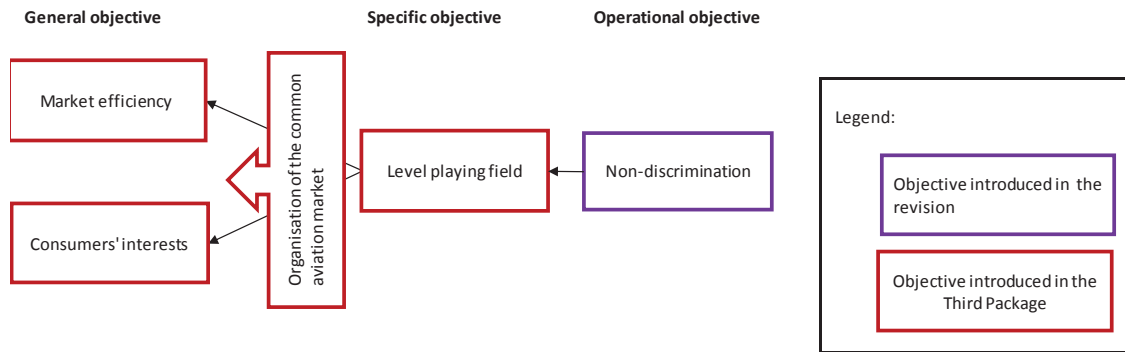 General objective
Specific objective
Operational objective
Market efficiency
Consumers' interests
Organisation of the common
aviation market
Level playing field
Non-discrimination
Legend:
Objective introduced in the
revision
Objective introduced in the
Third Package